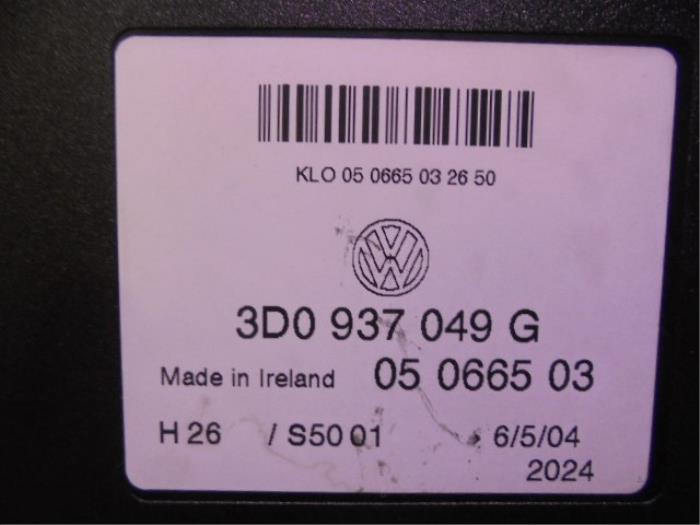 KLO 05 0665 03 26 50
VW
3D0 937 049 G
Made in Ireland 05 0665 03
H 26 / S50 01 6/5/04
2024